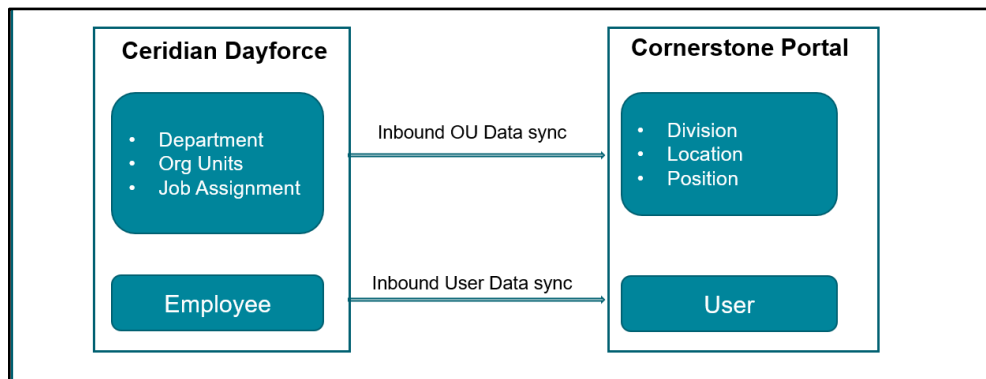 Ceridian Dayforce
• Department
• Org Units
• Job Assignment
Employee
Inbound OU Data sync
Inbound User Data sync
Cornerstone Portal
• Division
• Location
• Position
User